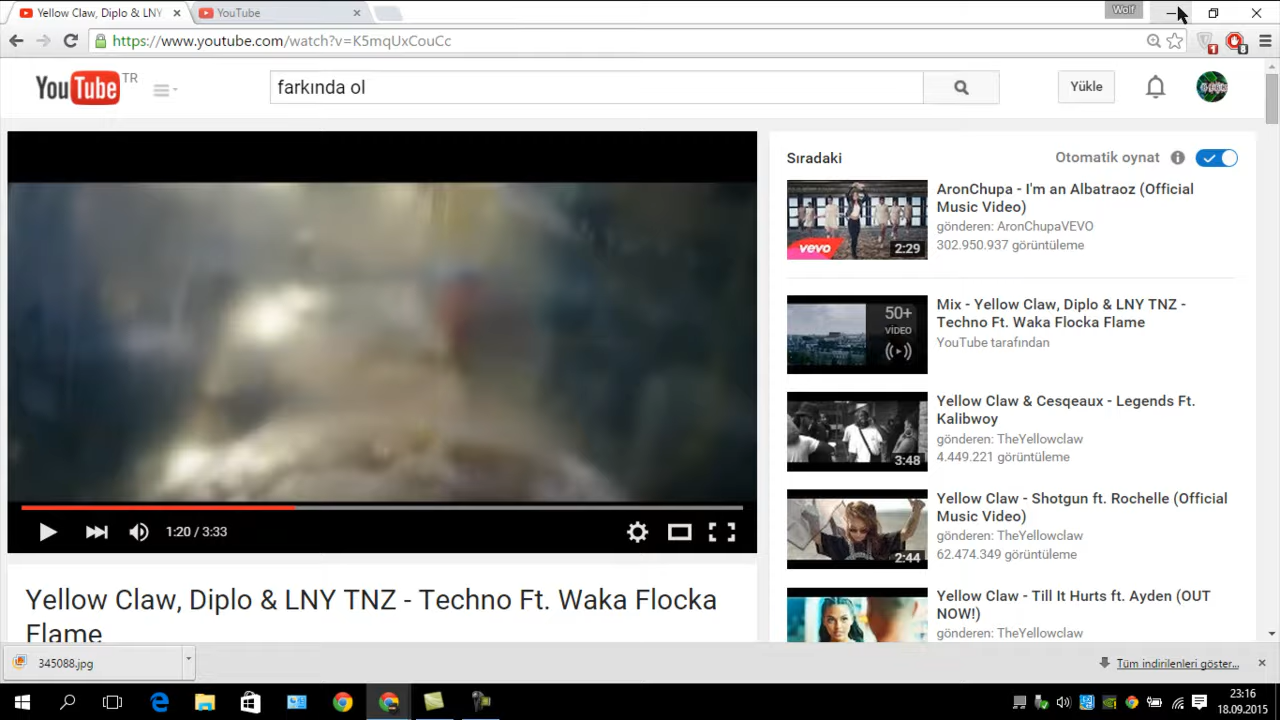 Yellow Claw, Diplo & LNY
YouTube
Wolf
https://www.youtube.com/watch?v=K5mqUxCouCc
1
8
YouTube TR
farkında ol
Yükle
1:20 / 3:33
Yellow Claw, Diplo & LNY TNZ - Techno Ft. Waka Flocka
Flame
Sıradaki
Otomatik oynat
vevo
2:29
AronChupa - I'm an Albatraoz (Official
Music Video)
gönderen: AronChupaVEVO
302.950.937 görüntüleme
50+
VİDEO
Mix - Yellow Claw, Diplo & LNY TNZ -
Techno Ft. Waka Flocka Flame
YouTube tarafından
3:48
Yellow Claw & Cesqeaux - Legends Ft.
Kalibwoy
gönderen: TheYellowclaw
4.449.221 görüntüleme
2:44
Yellow Claw - Shotgun ft. Rochelle (Official
Music Video)
gönderen: TheYellowclaw
62.474.349 görüntüleme
Yellow Claw - Till It Hurts ft. Ayden (OUT
NOW!)
gönderen: TheYellowclaw
345088.jpg
Tüm indirilenleri göster...
23:16
18.09.2015